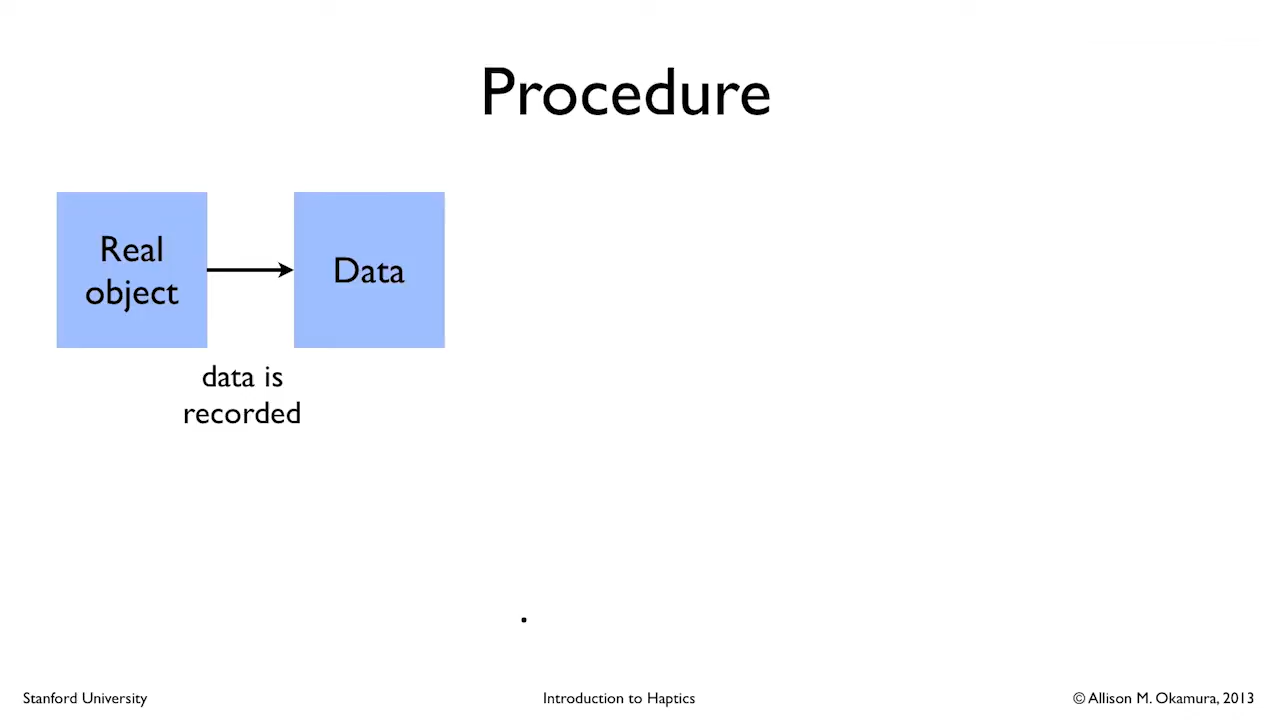 Procedure
Real
object
Data
data is
recorded
.
Stanford University
Introduction to Haptics
© Allison M. Okamura, 2013